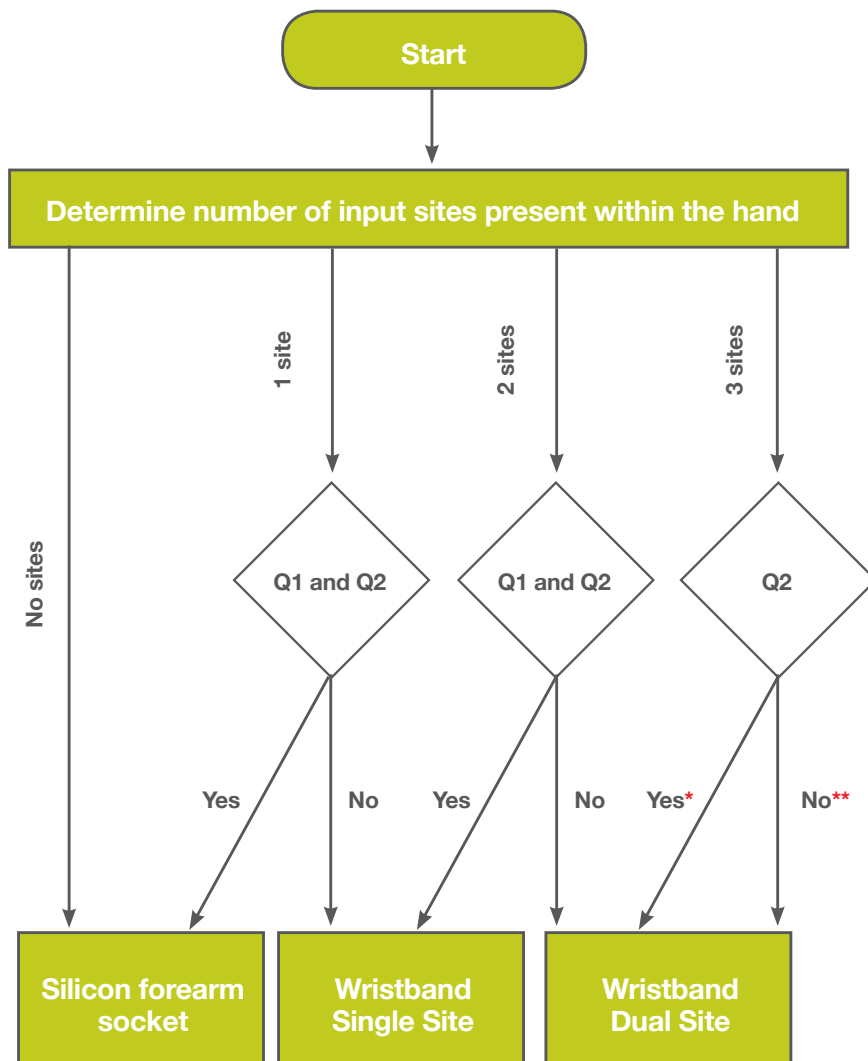 Start
Determine number of input sites present within the hand
No sites
1 site
2 sites
3 sites
Q1 and Q2
Q1 and Q2
Q2
Yes
No
Yes
No
Yes*
No**
Silicon forearm
socket
Wristband
Single Site
Wristband
Dual Site